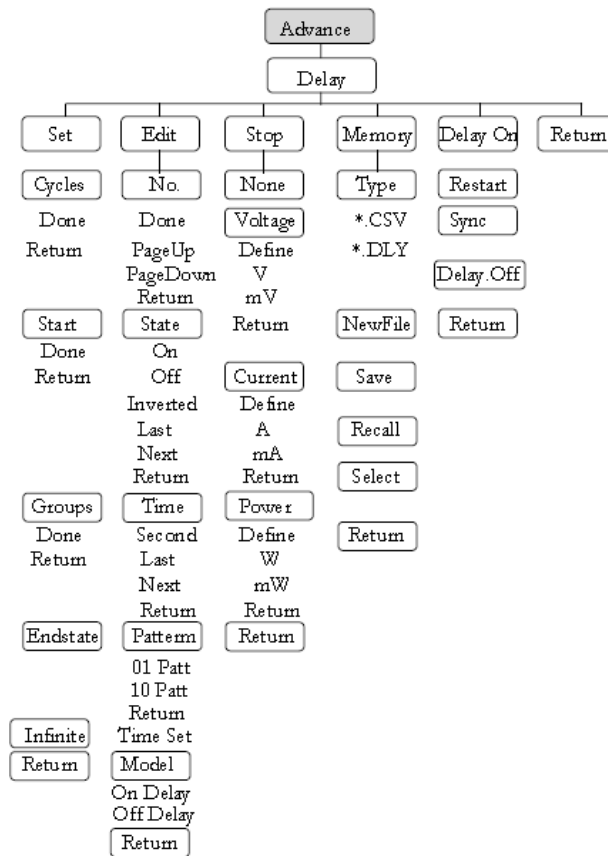 Advance
Delay
Set Edit Stop Memory Delay On Return
Cycles No. None Type Restart
Done Done Voltage *.CSV Sync
Return PageUp Define *.DLY
PageDown V Delay.Off
Return mV
Start State Return NewFile Return
Done On
Return Off Current Save
Inverted Define
Last A Recall
Next mA
Return Return Select
Groups Time Power
Done Second Define Return
Return Last W
Next mW
Return Return
Endstate Pattern Return
01 Patt
10 Patt
Return
Infinite Time Set
Return Model
On Delay
Off Delay
Return